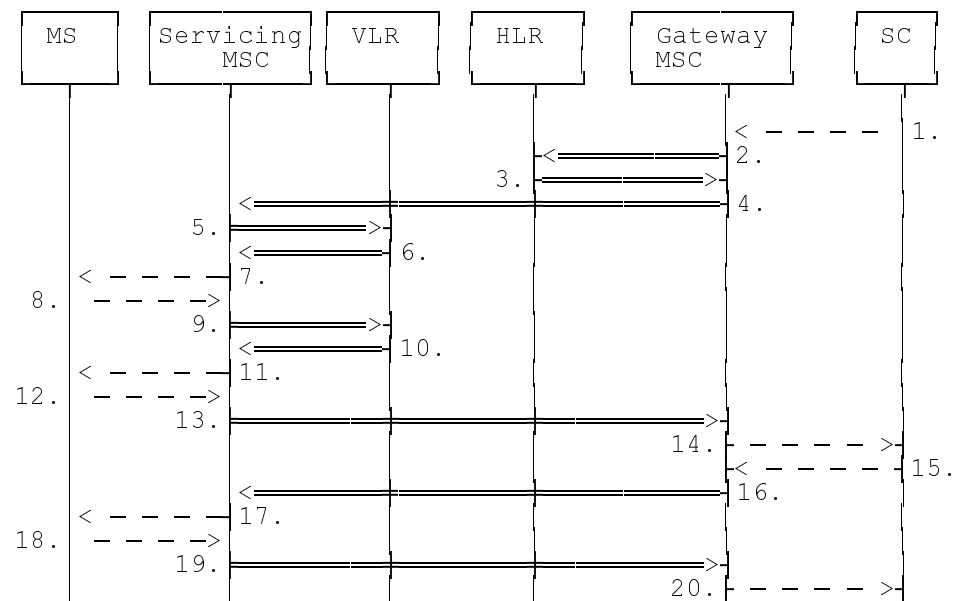 MS
Servicing
MSC
VLR
HLR
Gateway
MSC
SC
1.
2.
3.
4.
5.
6.
7.
8.
9.
10.
11.
12.
13.
14.
15.
16.
17.
18.
19.
20.